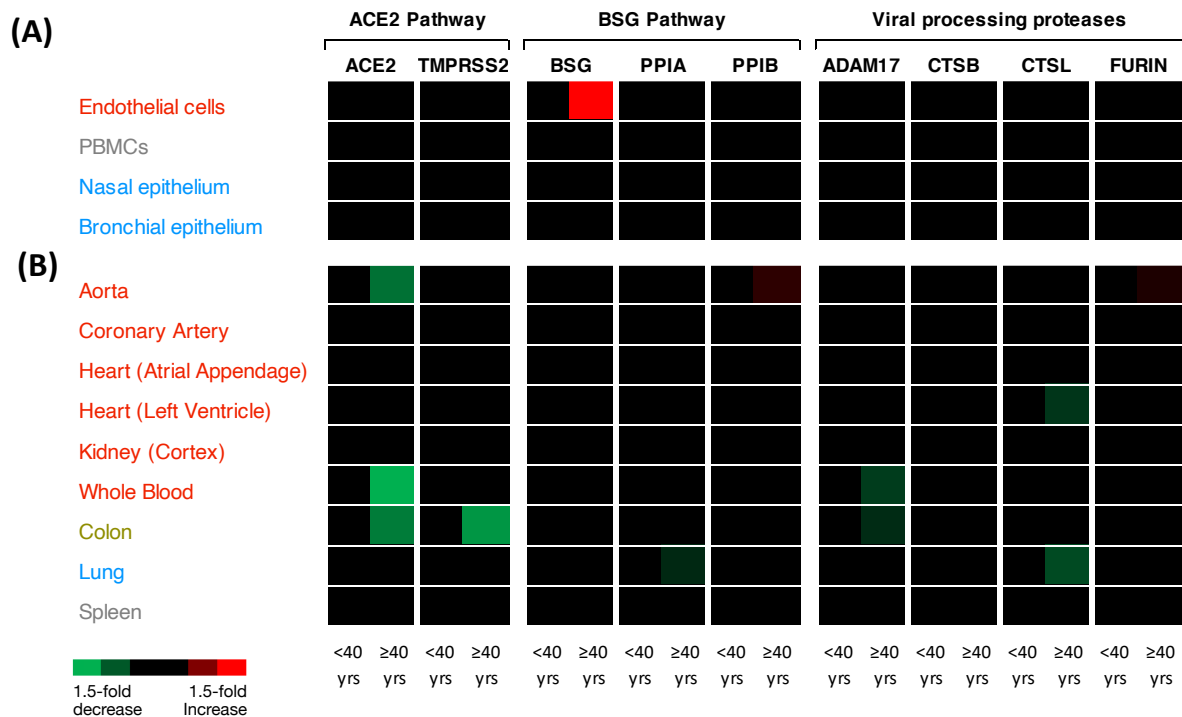 (A)
ACE2 Pathway BSG Pathway Viral processing proteases
ACE2 TMPRSS2 BSG PPIA PPIB ADAM17 CTSB CTSL FURIN
Endothelial cells
PBMCs
Nasal epithelium
Bronchial epithelium
(B)
Aorta
Coronary Artery
Heart (Atrial Appendage)
Heart (Left Ventricle)
Kidney (Cortex)
Whole Blood
Colon
Lung
Spleen
<40 ≥40 <40 ≥40 <40 ≥40 <40 ≥40 <40 ≥40 <40 ≥40 <40 ≥40 <40 ≥40 <40 ≥40
yrs yrs yrs yrs yrs yrs yrs yrs yrs yrs yrs yrs yrs yrs yrs yrs yrs yrs
1.5-fold 1.5-fold
decrease Increase